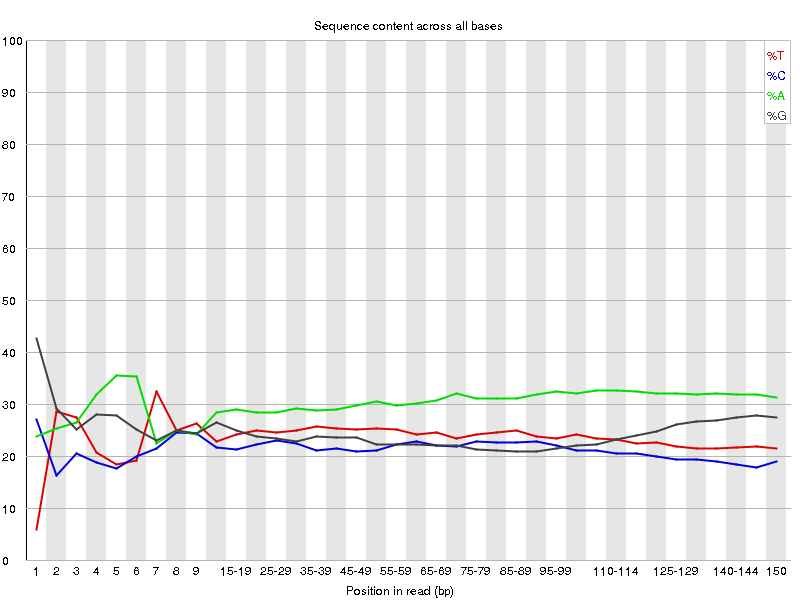 Sequence content across all bases
100
90
80
70
60
50
40
30
20
10
0
%T
%C
%A
%G
1 2 3 4 5 6 7 8 9 15-19 25-29 35-39 45-49 55-59 65-69 75-79 85-89 95-99 110-114 125-129 140-144 150
Position in read (bp)